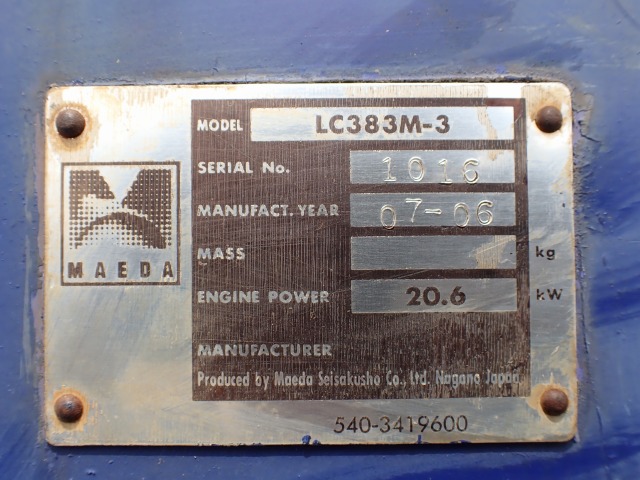 MODEL LC383M-3
SERIAL No. 1016
MANUFACT. YEAR 07-06
MAEDA
MASS kg
ENGINE POWER 20.6 kW
MANUFACTURER
Produced by Maeda Seisakusho Co., Ltd. Nagano Japan
540-3419600